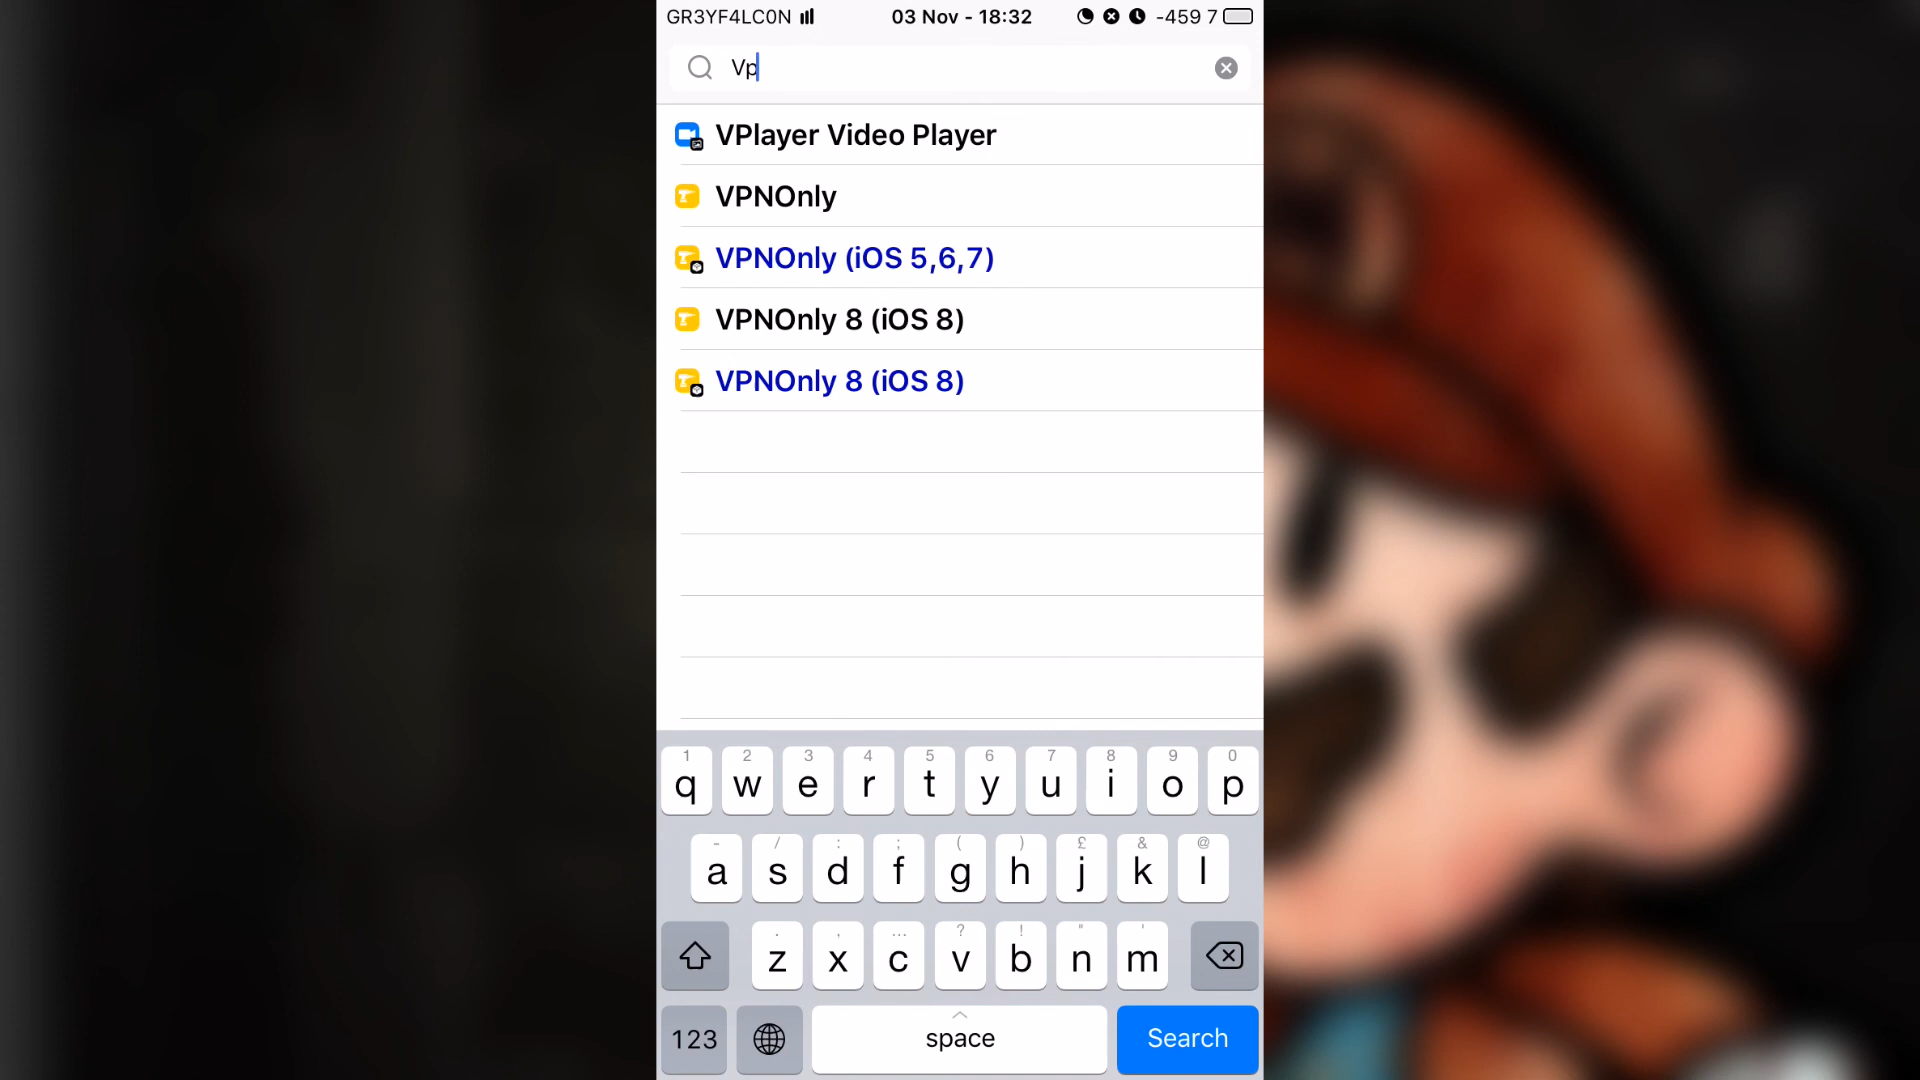 GR3YF4LC0N 03 Nov - 18:32 -459 7
Vp
VPlayer Video Player
VPNOnly
VPNOnly (iOS 5,6,7)
VPNOnly 8 (iOS 8)
VPNOnly 8 (iOS 8)
1 2 3 4 5 6 7 8 9 0
q w e r t y u i o p
- / : ; ( ) £ & @
a s d f g h j k l
. , ... ? ! " '
z x c v b n m
123 space Search